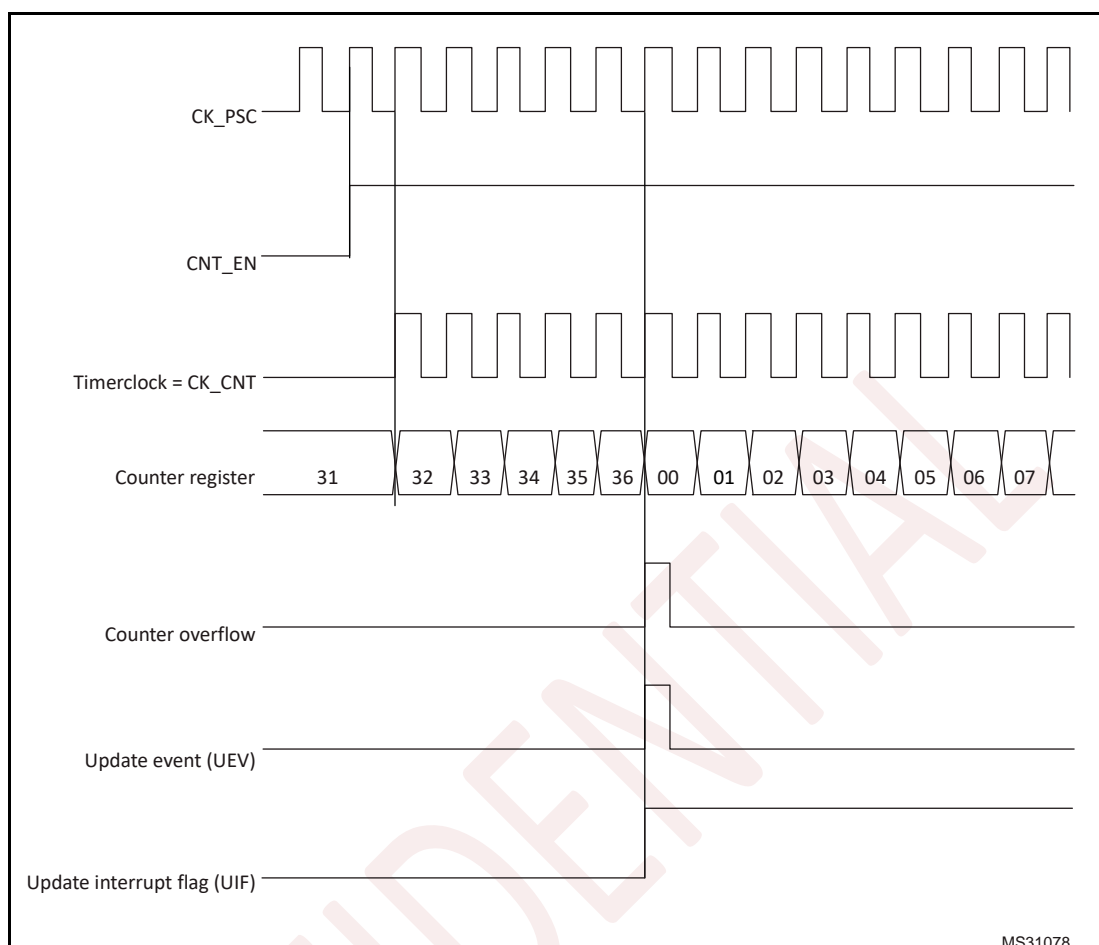 CK_PSC
CNT_EN
Timerclock = CK_CNT
Counter register 31 32 33 34 35 36 00 01 02 03 04 05 06 07
Counter overflow
Update event (UEV)
Update interrupt flag (UIF)
MS31078